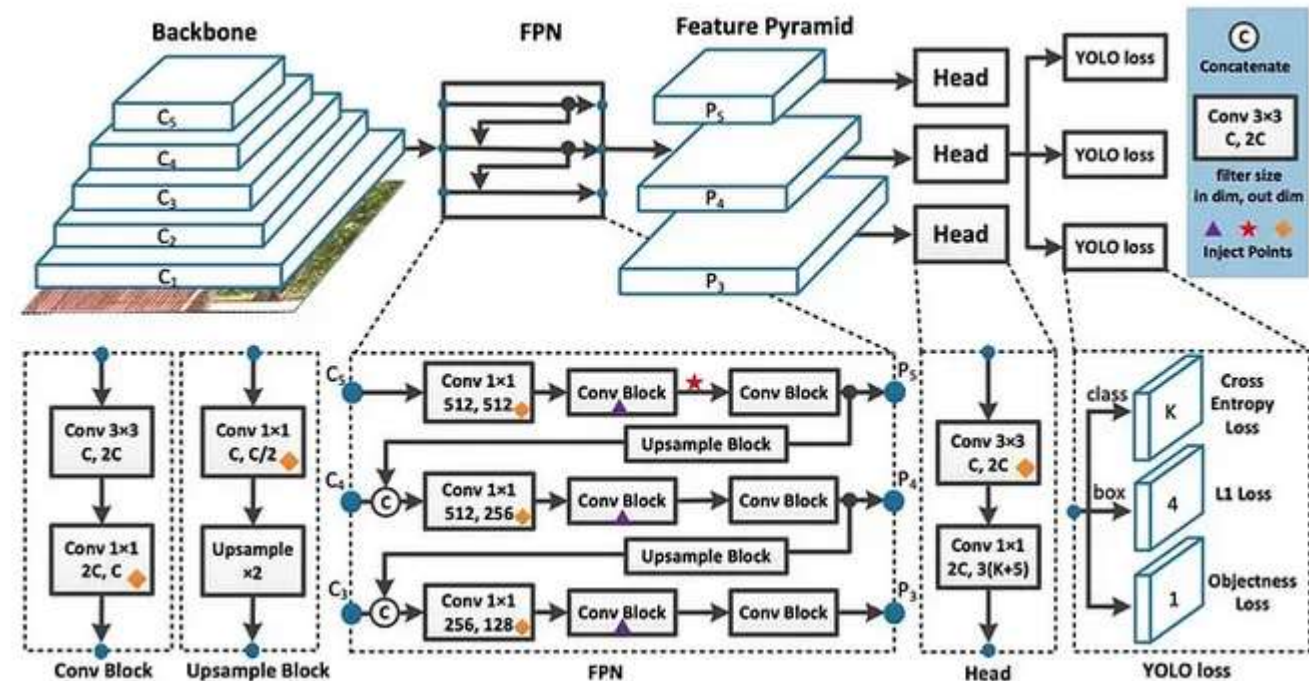 Backbone
FPN
Feature Pyramid
C5
C4
C3
C2
C1
P5
P4
P3
Head
Head
Head
YOLO loss
YOLO loss
YOLO loss
C
Concatenate
Conv 3×3
C, 2C
filter size
in dim, out dim
Inject Points
Conv 3×3
C, 2C
Conv 1×1
2C, C
Conv Block
Conv 1×1
C, C/2
Upsample
×2
Upsample Block
C5
Conv 1×1
512, 512
Conv Block
Conv Block
P5
Upsample Block
C4
C
Conv 1×1
512, 256
Conv Block
Conv Block
P4
Upsample Block
C3
C
Conv 1×1
256, 128
Conv Block
Conv Block
P3
FPN
Conv 3×3
C, 2C
Conv 1×1
2C, 3(K+5)
Head
class
K
Cross
Entropy
Loss
box
4
L1 Loss
1
Objectness
Loss
YOLO loss